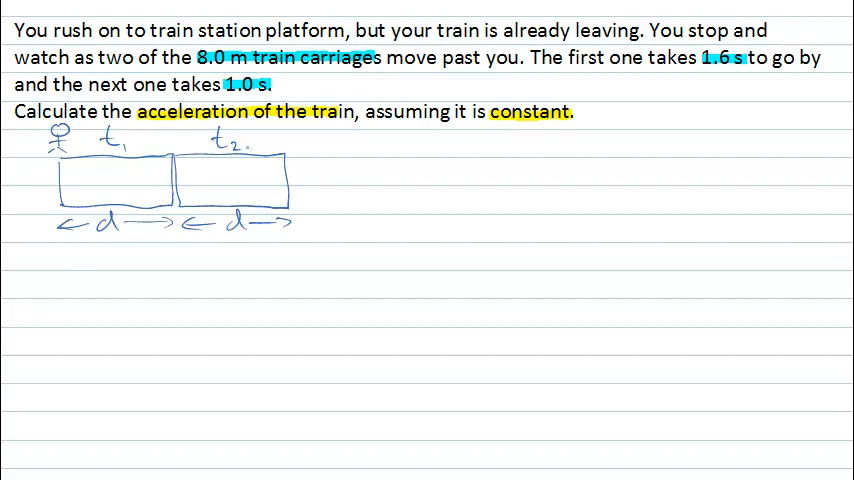 You rush on to train station platform, but your train is already leaving. You stop and
watch as two of the 8.0 m train carriages move past you. The first one takes 1.6 s to go by
and the next one takes 1.0 s.
Calculate the acceleration of the train, assuming it is constant.
t₁ t₂
d d